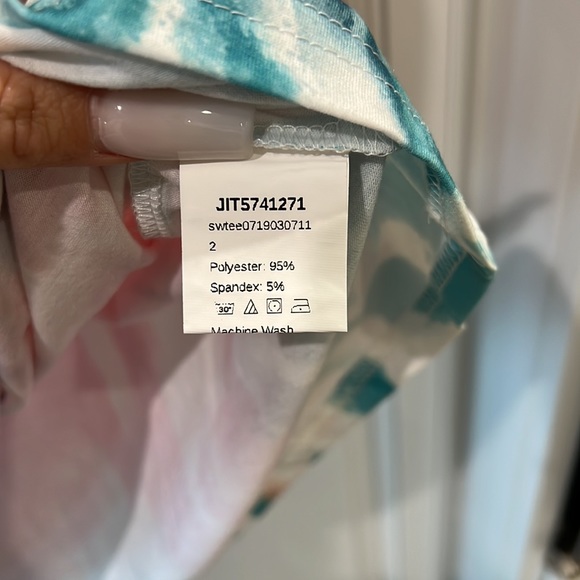 JIT5741271
swtee0719030711
2
Polyester: 95%
Spandex: 5%
30°
Machine Wash